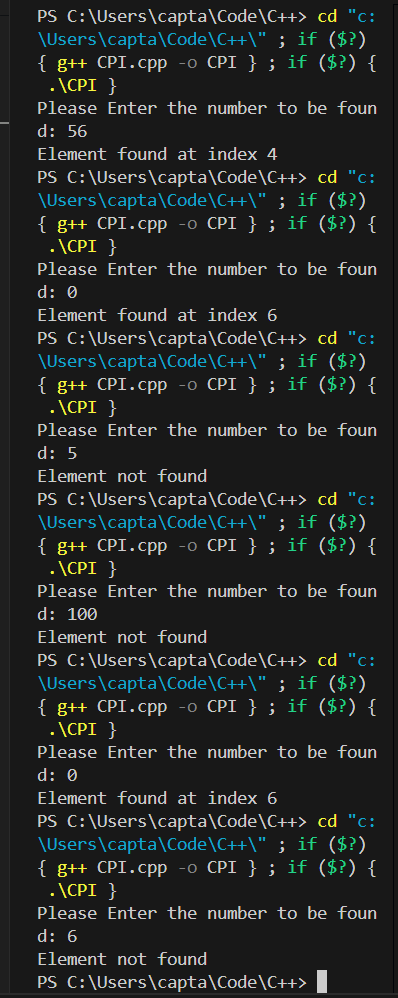 PS C:\Users\capta\Code\C++> cd "c:
\Users\capta\Code\C++\" ; if ($?)
{ g++ CPI.cpp -o CPI } ; if ($?) {
.\CPI }
Please Enter the number to be foun
d: 56
Element found at index 4
PS C:\Users\capta\Code\C++> cd "c:
\Users\capta\Code\C++\" ; if ($?)
{ g++ CPI.cpp -o CPI } ; if ($?) {
.\CPI }
Please Enter the number to be foun
d: 0
Element found at index 6
PS C:\Users\capta\Code\C++> cd "c:
\Users\capta\Code\C++\" ; if ($?)
{ g++ CPI.cpp -o CPI } ; if ($?) {
.\CPI }
Please Enter the number to be foun
d: 5
Element not found
PS C:\Users\capta\Code\C++> cd "c:
\Users\capta\Code\C++\" ; if ($?)
{ g++ CPI.cpp -o CPI } ; if ($?) {
.\CPI }
Please Enter the number to be foun
d: 100
Element not found
PS C:\Users\capta\Code\C++> cd "c:
\Users\capta\Code\C++\" ; if ($?)
{ g++ CPI.cpp -o CPI } ; if ($?) {
.\CPI }
Please Enter the number to be foun
d: 0
Element found at index 6
PS C:\Users\capta\Code\C++> cd "c:
\Users\capta\Code\C++\" ; if ($?)
{ g++ CPI.cpp -o CPI } ; if ($?) {
.\CPI }
Please Enter the number to be foun
d: 6
Element not found
PS C:\Users\capta\Code\C++>